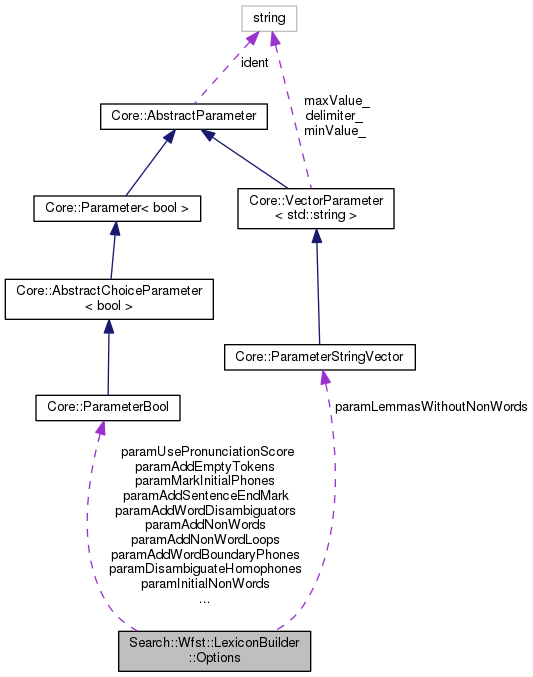 string
ident
maxValue_
delimiter_
minValue_
Core::AbstractParameter
Core::Parameter< bool >
Core::VectorParameter
< std::string >
Core::AbstractChoiceParameter
< bool >
Core::ParameterStringVector
Core::ParameterBool
paramLemmasWithoutNonWords
paramUsePronunciationScore
paramAddEmptyTokens
paramMarkInitialPhones
paramAddSentenceEndMark
paramAddWordDisambiguators
paramAddNonWords
paramAddNonWordLoops
paramAddWordBoundaryPhones
paramDisambiguateHomophones
paramInitialNonWords
...
Search::Wfst::LexiconBuilder
::Options